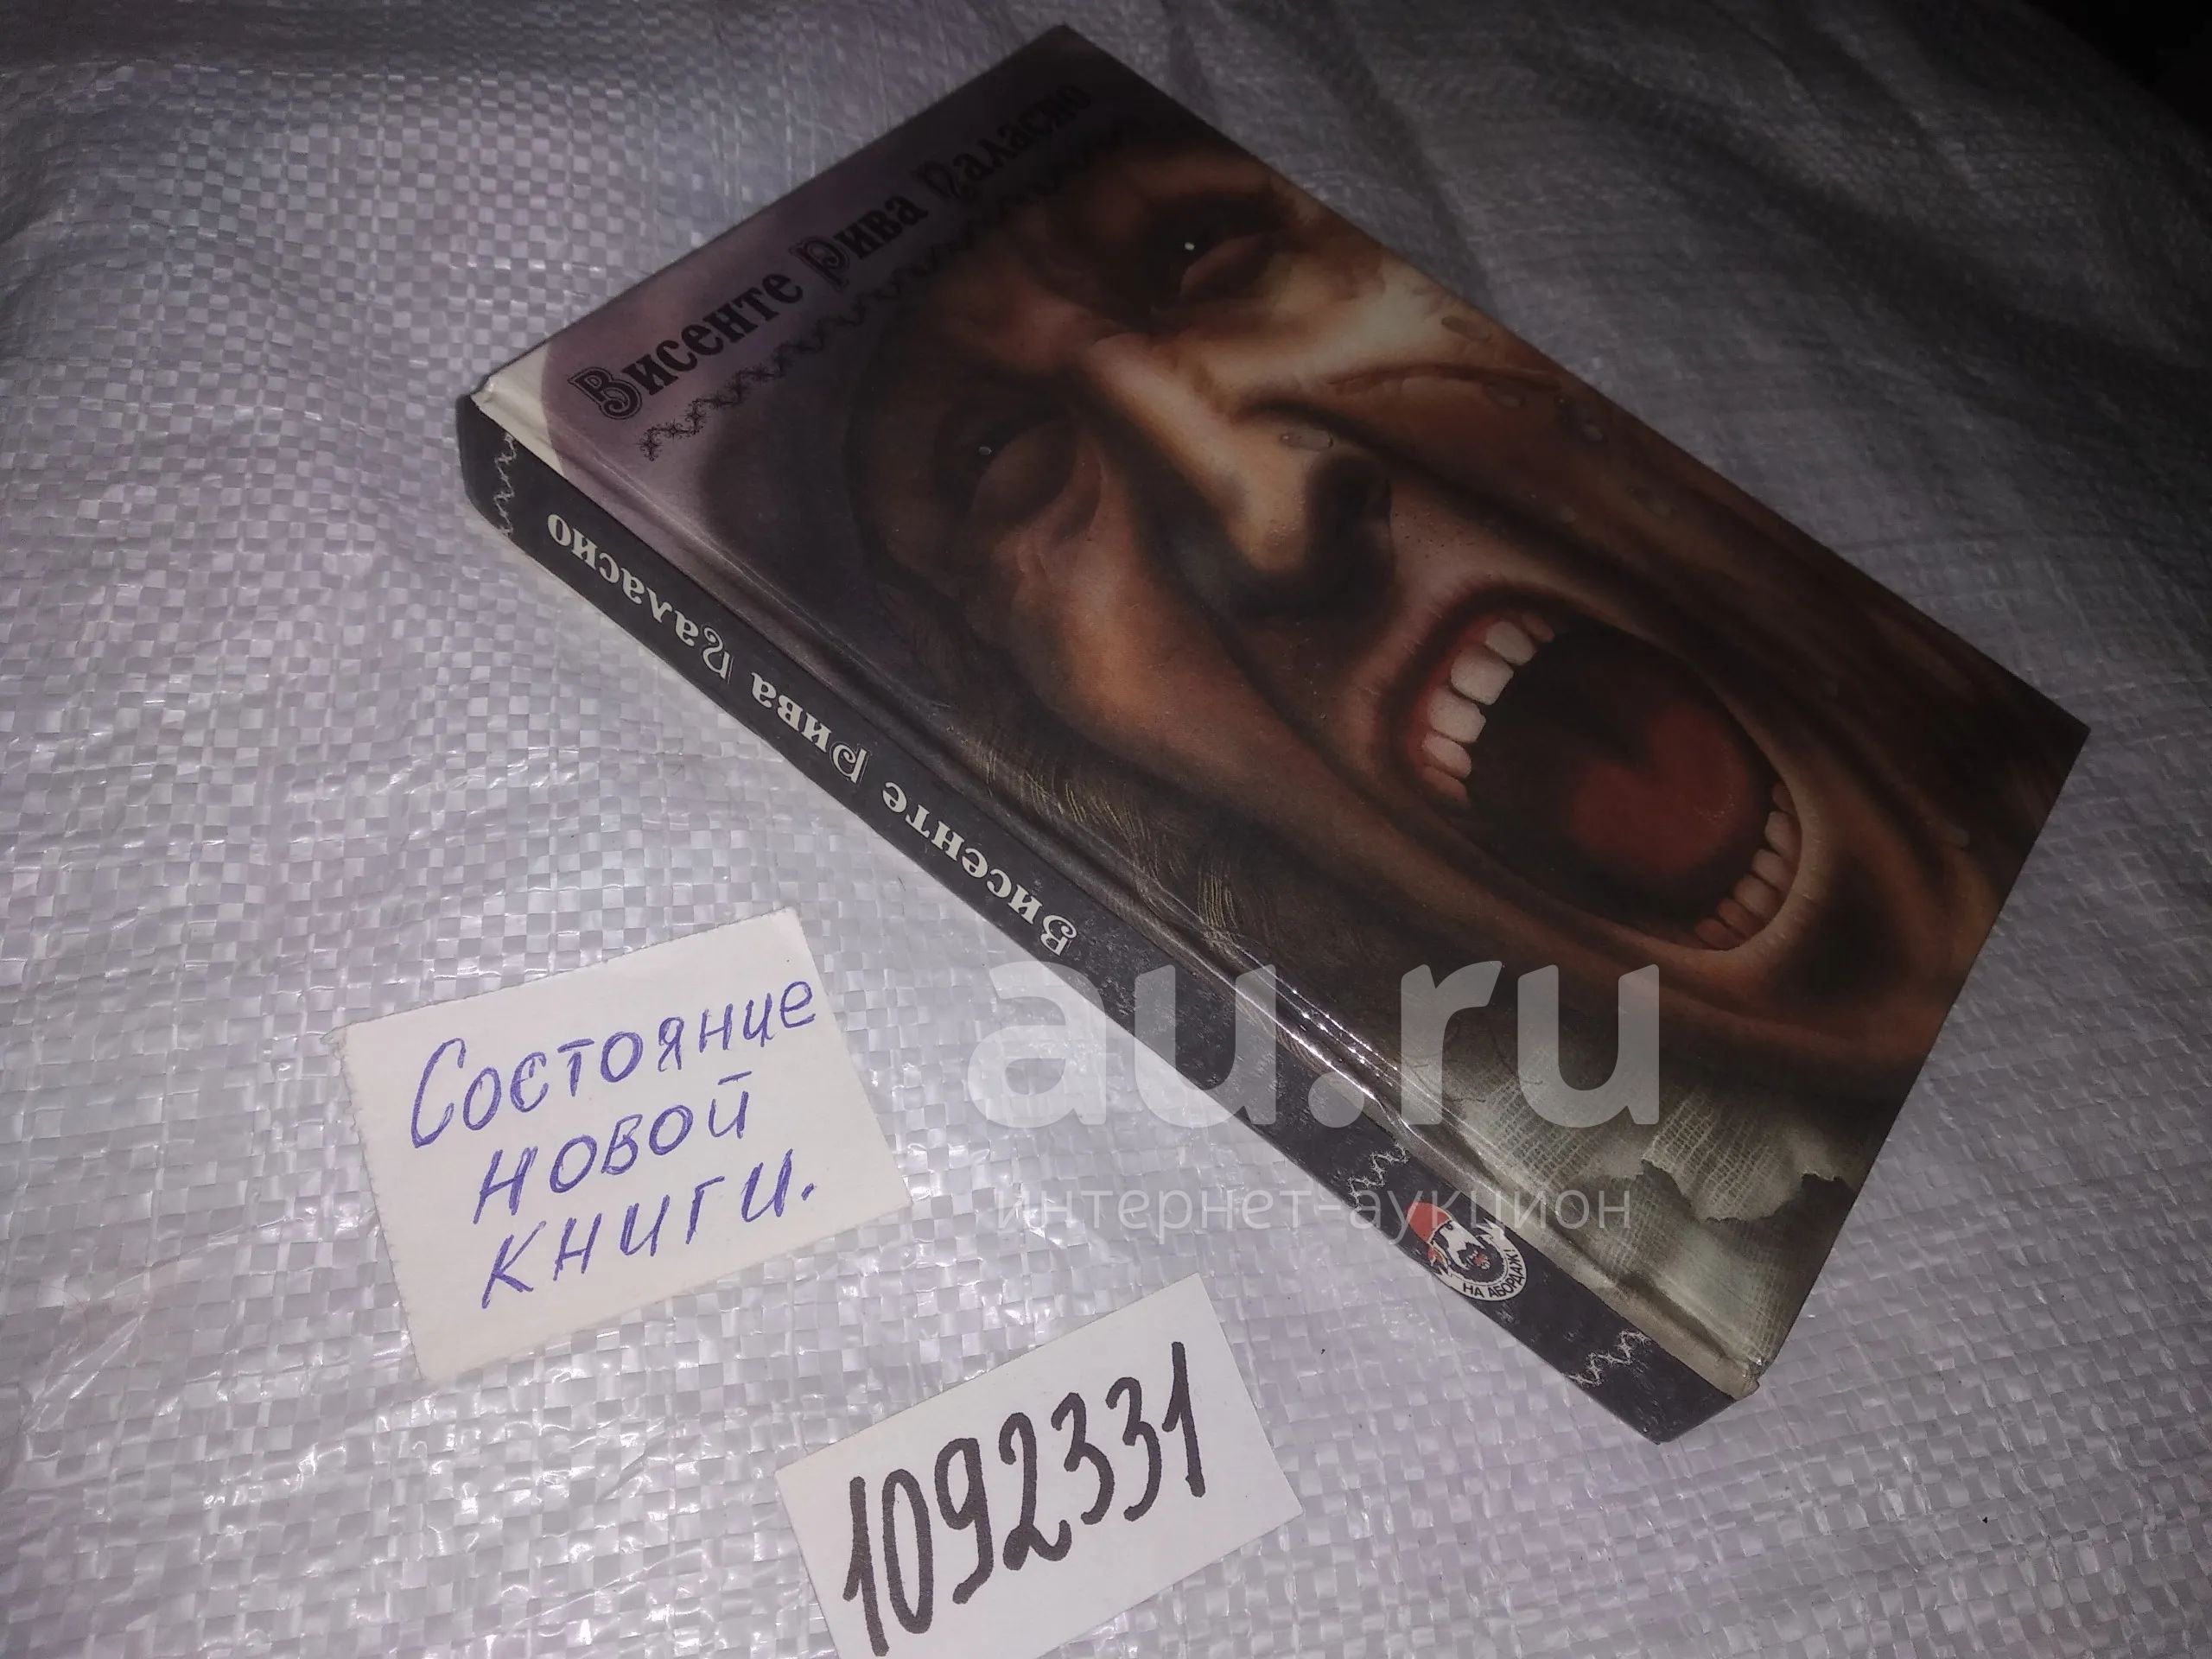 Висенте Рива Паласио
Висенте Рива Паласио
НА АБОРДАЖ!
Состояние
новой
книги.
1092331
au.ru
интернет-аукцион